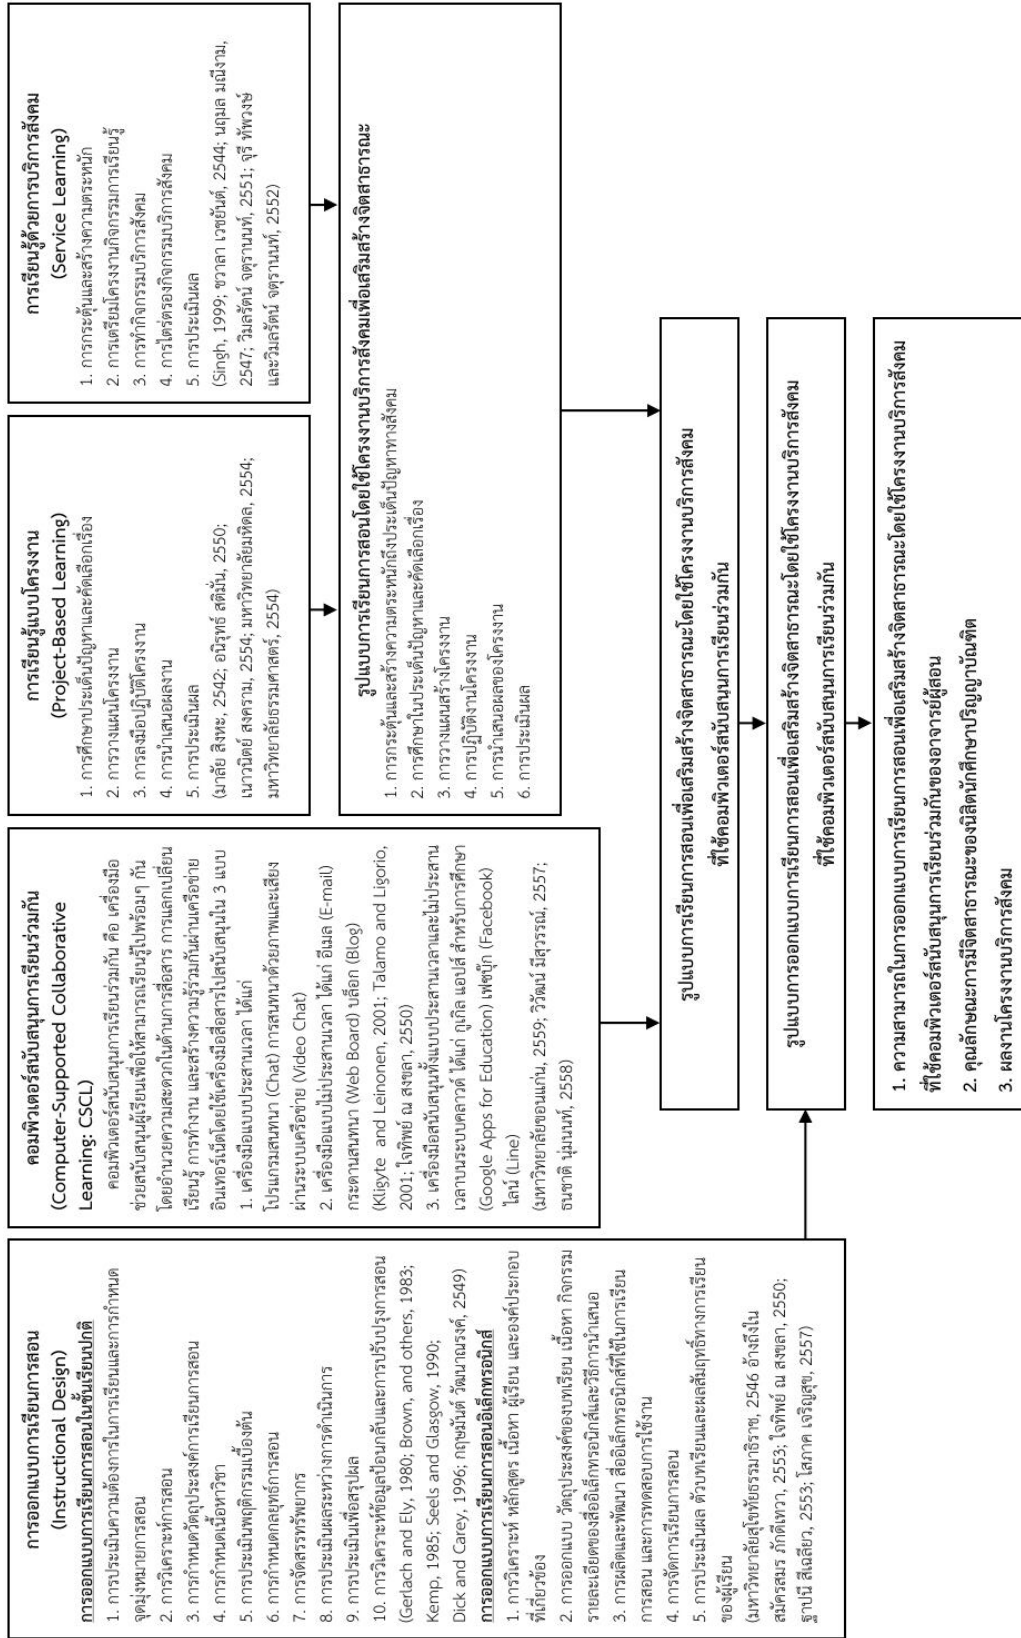 การออกแบบการเรียนการสอน
(Instructional Design)
การออกแบบการเรียนการสอนในชั้นเรียนปกติ
1. การประเมินความต้องการในการเรียนและการกำหนด
จุดมุ่งหมายการสอน
2. การวิเคราะห์การสอน
3. การกำหนดวัตถุประสงค์การเรียนการสอน
4. การกำหนดเนื้อหาวิชา
5. การประเมินพฤติกรรมเบื้องต้น
6. การกำหนดกลยุทธ์การสอน
7. การจัดสรรทรัพยากร
8. การประเมินผลระหว่างการดำเนินการ
9. การประเมินเพื่อสรุปผล
10. การวิเคราะห์ข้อมูลป้อนกลับและการปรับปรุงการสอน
(Gerlach and Ely, 1980; Brown, and others, 1983;
Kemp, 1985; Seels and Glasgow, 1990;
Dick and Carey, 1996; กฤษมันต์ วัฒนาณรงค์, 2549)
การออกแบบการเรียนการสอนอิเล็กทรอนิกส์
1. การวิเคราะห์ หลักสูตร เนื้อหา ผู้เรียน และองค์ประกอบ
ที่เกี่ยวข้อง
2. การออกแบบ วัตถุประสงค์ของบทเรียน เนื้อหา กิจกรรม
รายละเอียดของสื่ออิเล็กทรอนิกส์และวิธีการนำเสนอ
3. การผลิตและพัฒนา สื่ออิเล็กทรอนิกส์ที่ใช้ในการเรียน
การสอน และการทดสอบการใช้งาน
4. การจัดการเรียนการสอน
5. การประเมินผล ตัวบทเรียนและผลสัมฤทธิ์ทางการเรียน
ของผู้เรียน
(มหาวิทยาลัยสุโขทัยธรรมาธิราช, 2546 อ้างถึงใน
สมัครสมร ภักดีเทวา, 2553; ใจทิพย์ ณ สงขลา, 2550;
ฐาปนี สีเฉลียว, 2553; โสภาค เจริญสุข, 2557)
คอมพิวเตอร์สนับสนุนการเรียนร่วมกัน
(Computer-Supported Collaborative
Learning: CSCL)
คอมพิวเตอร์สนับสนุนการเรียนร่วมกัน คือ เครื่องมือ
ช่วยสนับสนุนผู้เรียนเพื่อให้สามารถเรียนรู้ไปพร้อมๆ กัน
โดยอำนวยความสะดวกในด้านการสื่อสาร การแลกเปลี่ยน
เรียนรู้ การทำงาน และสร้างความรู้ร่วมกันผ่านเครือข่าย
อินเทอร์เน็ตโดยใช้เครื่องมือสื่อสารไปสนับสนุนใน 3 แบบ
1. เครื่องมือแบบประสานเวลา ได้แก่
โปรแกรมสนทนา (Chat) การสนทนาด้วยภาพและเสียง
ผ่านระบบเครือข่าย (Video Chat)
2. เครื่องมือแบบไม่ประสานเวลา ได้แก่ อีเมล (E-mail)
กระดานสนทนา (Web Board) บล็อก (Blog)
(Kligyte and Leinonen, 2001; Talamo and Ligorio,
2001; ใจทิพย์ ณ สงขลา, 2550)
3. เครื่องมือสนับสนุนทั้งแบบประสานเวลาและไม่ประสาน
เวลาบนระบบคลาวด์ ได้แก่ กูเกิล แอปส์ สำหรับการศึกษา
(Google Apps for Education) เฟซบุ๊ก (Facebook)
ไลน์ (Line)
(มหาวิทยาลัยขอนแก่น, 2559; วิวัฒน์ มีสุวรรณ์, 2557;
ธนชาติ นุ่มนนท์, 2558)
การเรียนรู้แบบโครงงาน
(Project-Based Learning)
1. การศึกษาประเด็นปัญหาและคัดเลือกเรื่อง
2. การวางแผนโครงงาน
3. การลงมือปฏิบัติโครงงาน
4. การนำเสนอผลงาน
5. การประเมินผล
(มาลัย สิงหะ, 2542; อนิรุทธ์ สติมั่น, 2550;
เนาวนิตย์ สงคราม, 2554; มหาวิทยาลัยมหิดล, 2554;
มหาวิทยาลัยธรรมศาสตร์, 2554)
การเรียนรู้ด้วยการบริการสังคม
(Service Learning)
1. การกระตุ้นและสร้างความตระหนัก
2. การเตรียมโครงงานกิจกรรมการเรียนรู้
3. การทำกิจกรรมบริการสังคม
4. การไตร่ตรองกิจกรรมบริการสังคม
5. การประเมินผล
(Singh, 1999; ชวาลา เวชยันต์, 2544; นฤมล มณีงาม,
2547; วิมลรัตน์ จตุรานนท์, 2551; จุรี ทัพวงษ์
และวิมลรัตน์ จตุรานนท์, 2552)
รูปแบบการเรียนการสอนโดยใช้โครงงานบริการสังคมเพื่อเสริมสร้างจิตสาธารณะ
1. การกระตุ้นและสร้างความตระหนักถึงประเด็นปัญหาทางสังคม
2. การศึกษาในประเด็นปัญหาและคัดเลือกเรื่อง
3. การวางแผนสร้างโครงงาน
4. การปฏิบัติงานโครงงาน
5. การนำเสนอผลของโครงงาน
6. การประเมินผล
รูปแบบการเรียนการสอนเพื่อเสริมสร้างจิตสาธารณะโดยใช้โครงงานบริการสังคม
ที่ใช้คอมพิวเตอร์สนับสนุนการเรียนร่วมกัน
รูปแบบการออกแบบการเรียนการสอนเพื่อเสริมสร้างจิตสาธารณะโดยใช้โครงงานบริการสังคม
ที่ใช้คอมพิวเตอร์สนับสนุนการเรียนร่วมกัน
1. ความสามารถในการออกแบบการเรียนการสอนเพื่อเสริมสร้างจิตสาธารณะโดยใช้โครงงานบริการสังคม
ที่ใช้คอมพิวเตอร์สนับสนุนการเรียนร่วมกันของอาจารย์ผู้สอน
2. คุณลักษณะการมีจิตสาธารณะของนิสิตนักศึกษาปริญญาบัณฑิต
3. ผลงานโครงงานบริการสังคม